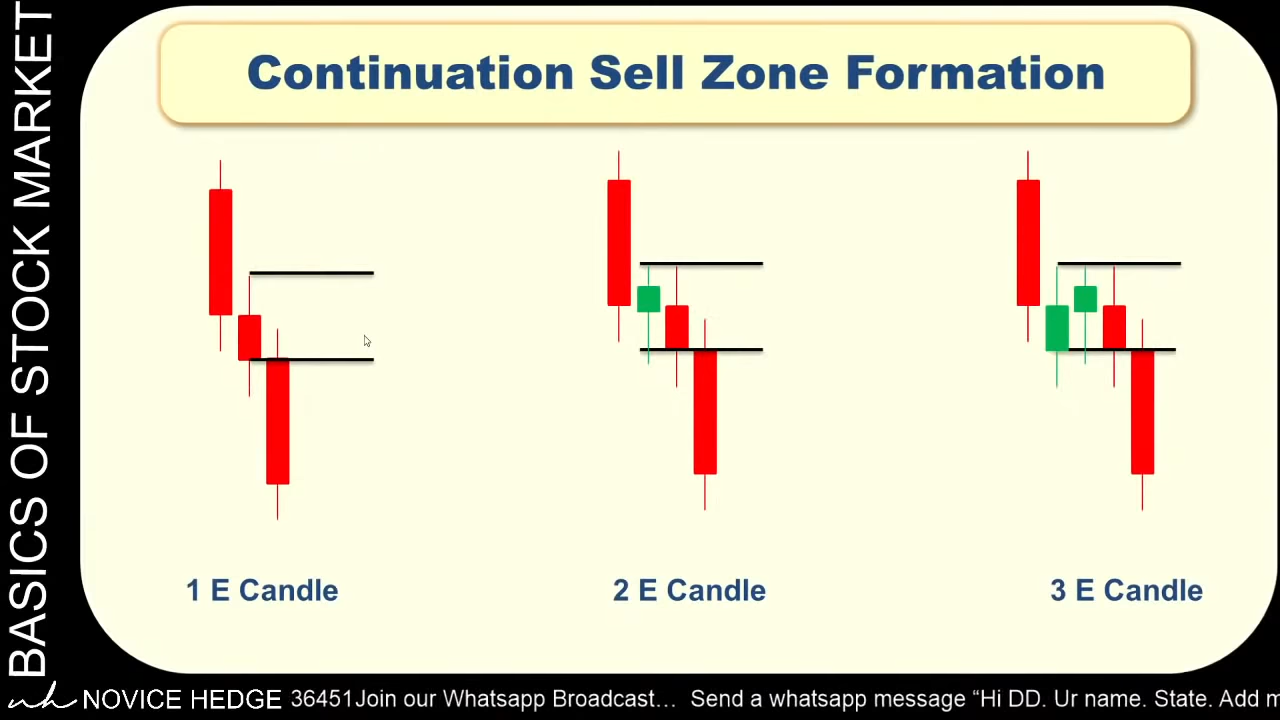 BASICS OF STOCK MARKET
Continuation Sell Zone Formation
1 E Candle
2 E Candle
3 E Candle
nh NOVICE HEDGE 36451Join our Whatsapp Broadcast... Send a whatsapp message “Hi DD. Ur name. State. Add m